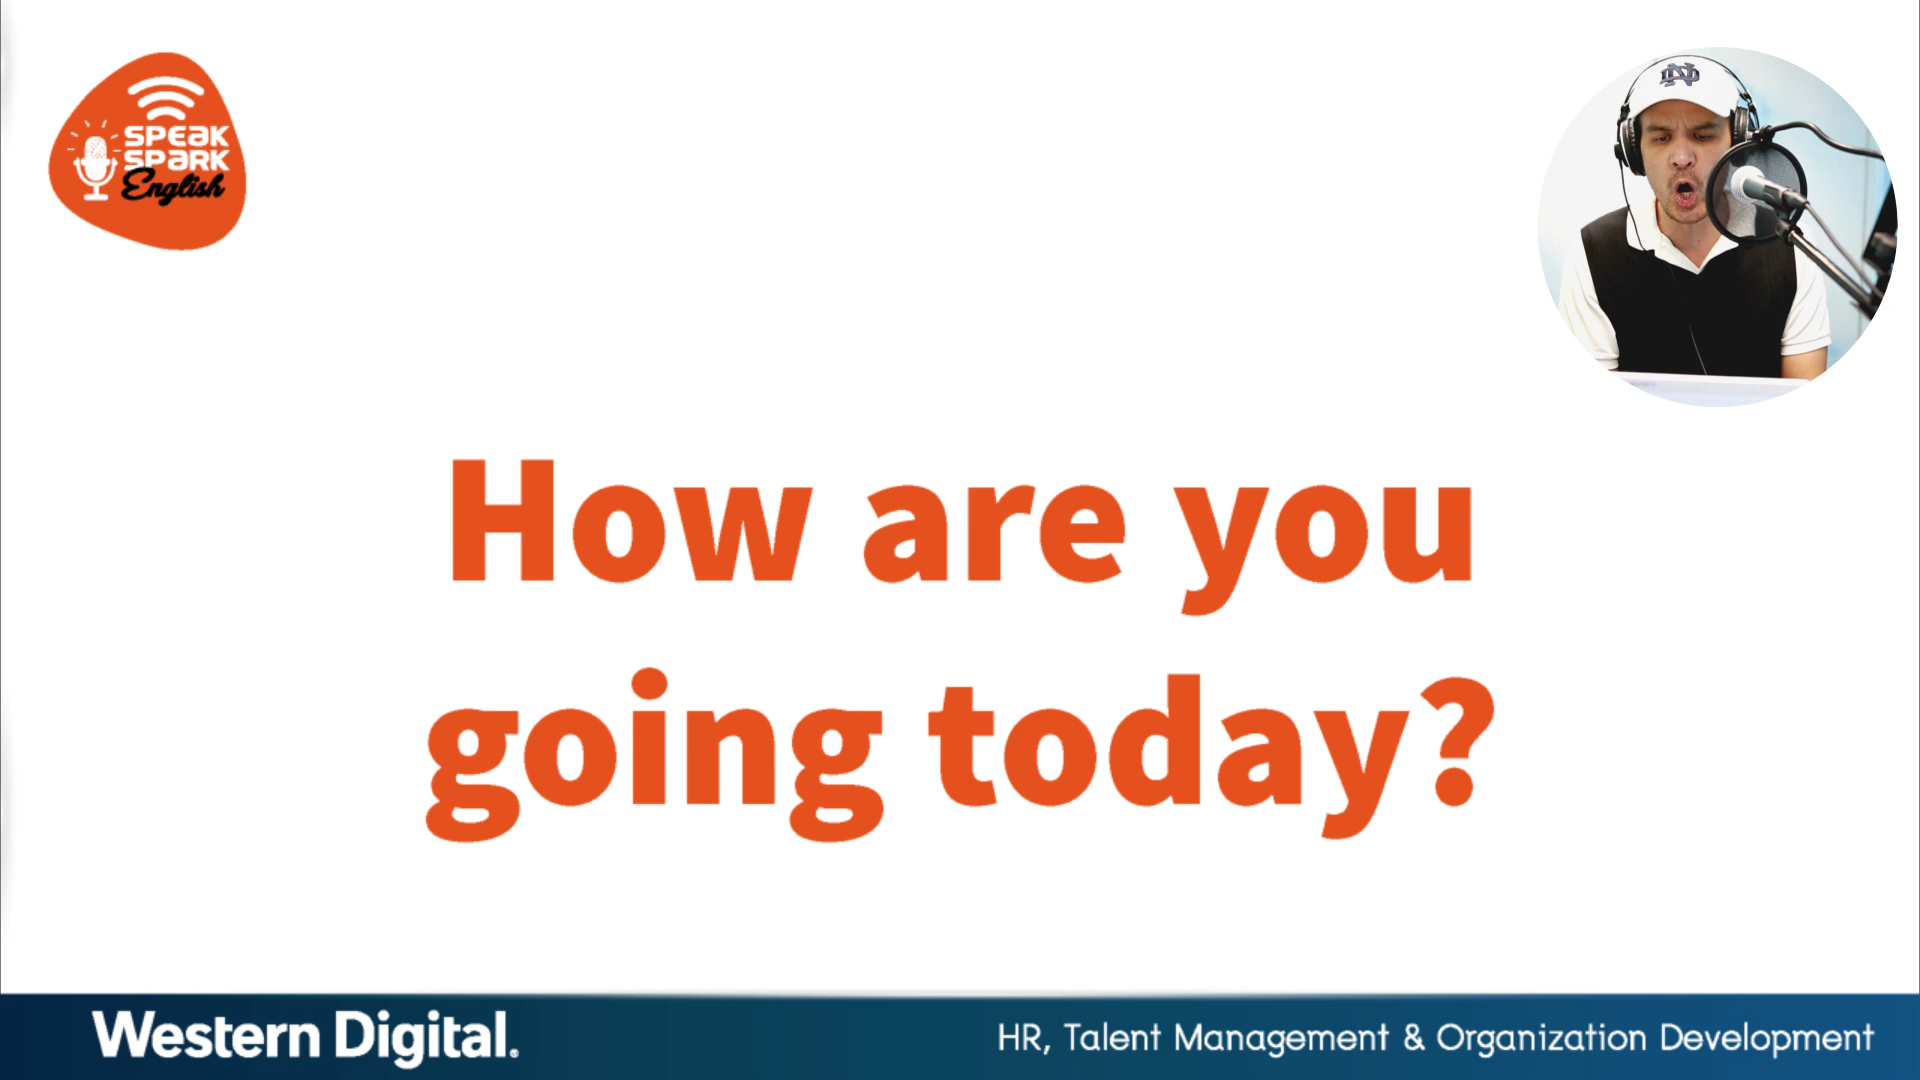 SPEAK
SPARK
English
How are you
going today?
Western Digital.
HR, Talent Management & Organization Development